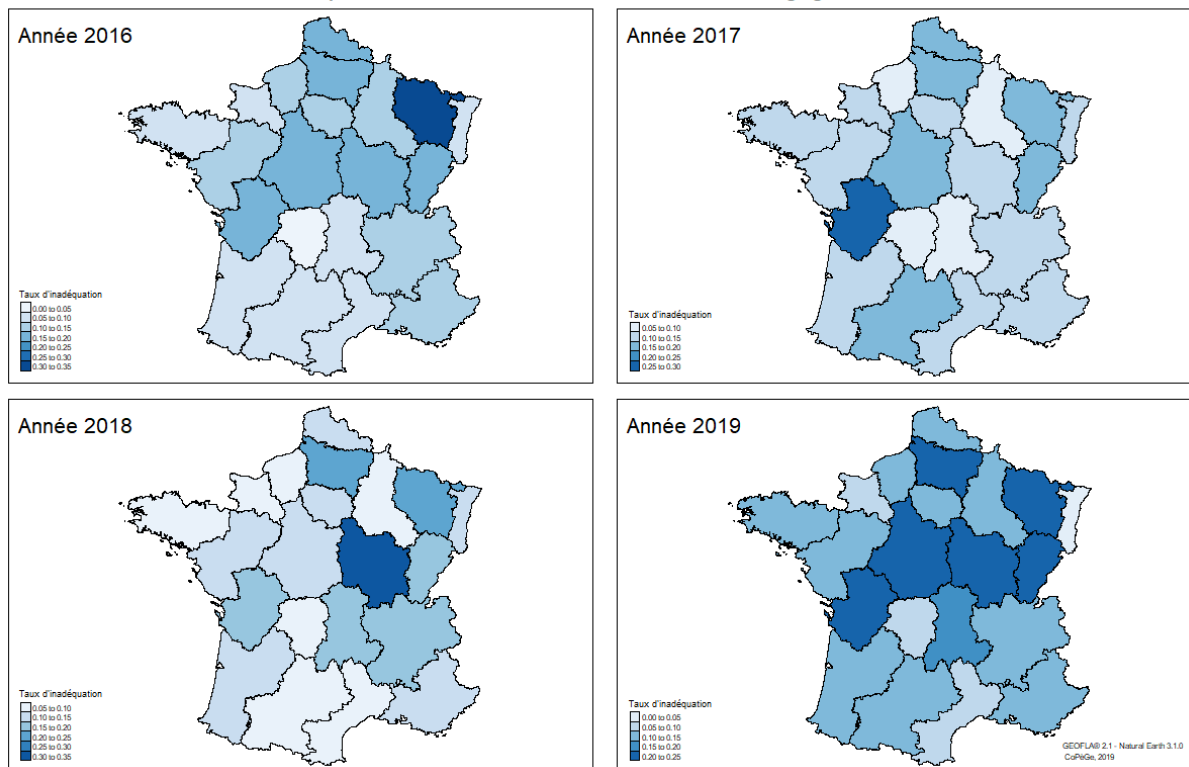 Année 2016
Taux d'inadéquation
0.00 to 0.05
0.05 to 0.10
0.10 to 0.15
0.15 to 0.20
0.20 to 0.25
0.25 to 0.30
0.30 to 0.35
Année 2017
Taux d'inadéquation
0.05 to 0.10
0.10 to 0.15
0.15 to 0.20
0.20 to 0.25
0.25 to 0.30
Année 2018
Taux d'inadéquation
0.05 to 0.10
0.10 to 0.15
0.15 to 0.20
0.20 to 0.25
0.25 to 0.30
0.30 to 0.35
Année 2019
Taux d'inadéquation
0.00 to 0.05
0.05 to 0.10
0.10 to 0.15
0.15 to 0.20
0.20 to 0.25
GEOFLA® 2.1 - Natural Earth 3.1.0
CoPéGe, 2019